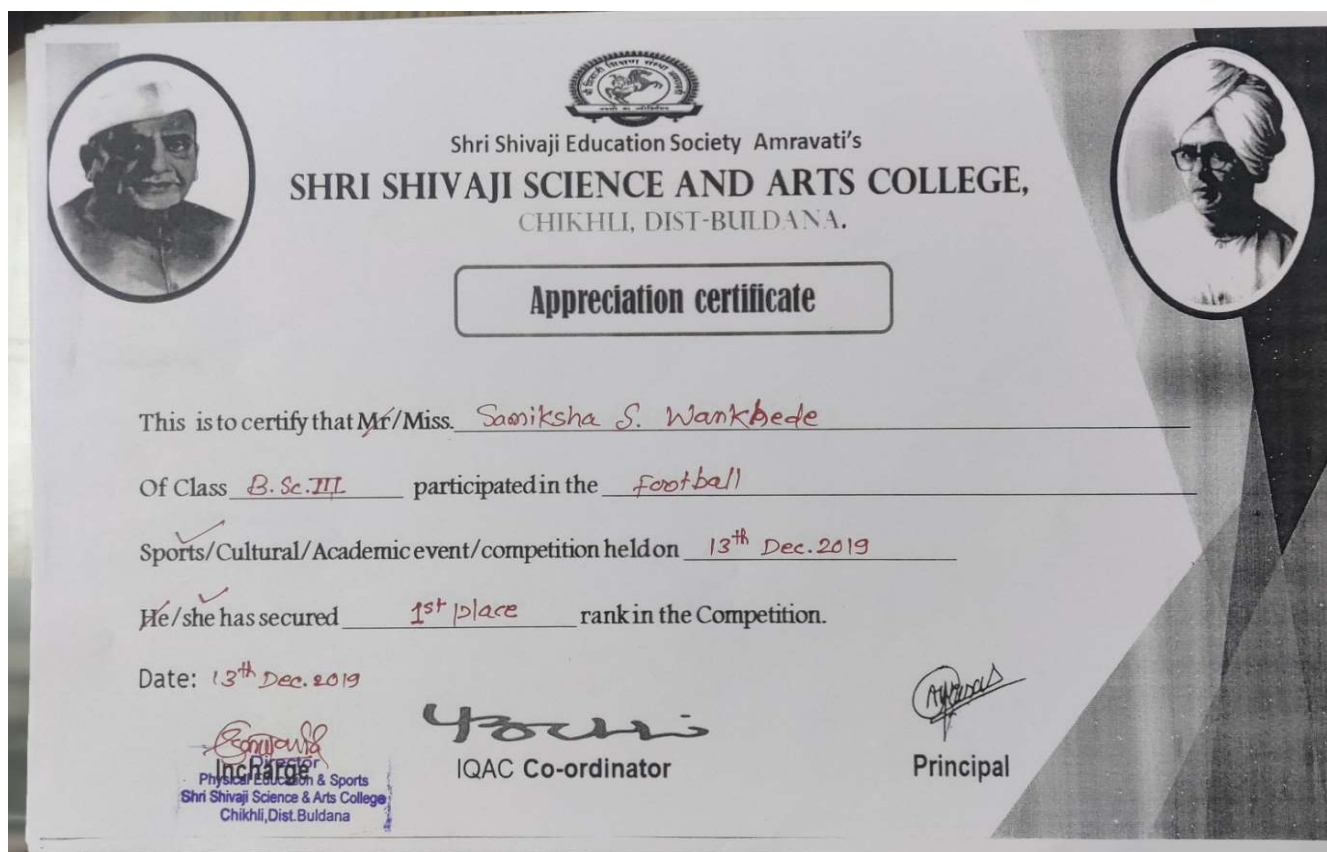 श्री शिवाजी शिक्षण संस्था अमरावती
Shri Shivaji Education Society Amravati's
SHRI SHIVAJI SCIENCE AND ARTS COLLEGE,
CHIKHLI, DIST-BULDANA.
Appreciation certificate
This is to certify that Mr/Miss. Samiksha S. Wankhede
Of Class B.Sc.III participated in the Football
Sports/Cultural/Academic event/competition held on 13th Dec.2019
He/she has secured 1st place rank in the Competition.
Date: 13th Dec.2019
Incharge
Director
Physical Education & Sports
Shri Shivaji Science & Arts College
Chikhli,Dist.Buldana
IQAC Co-ordinator
Principal